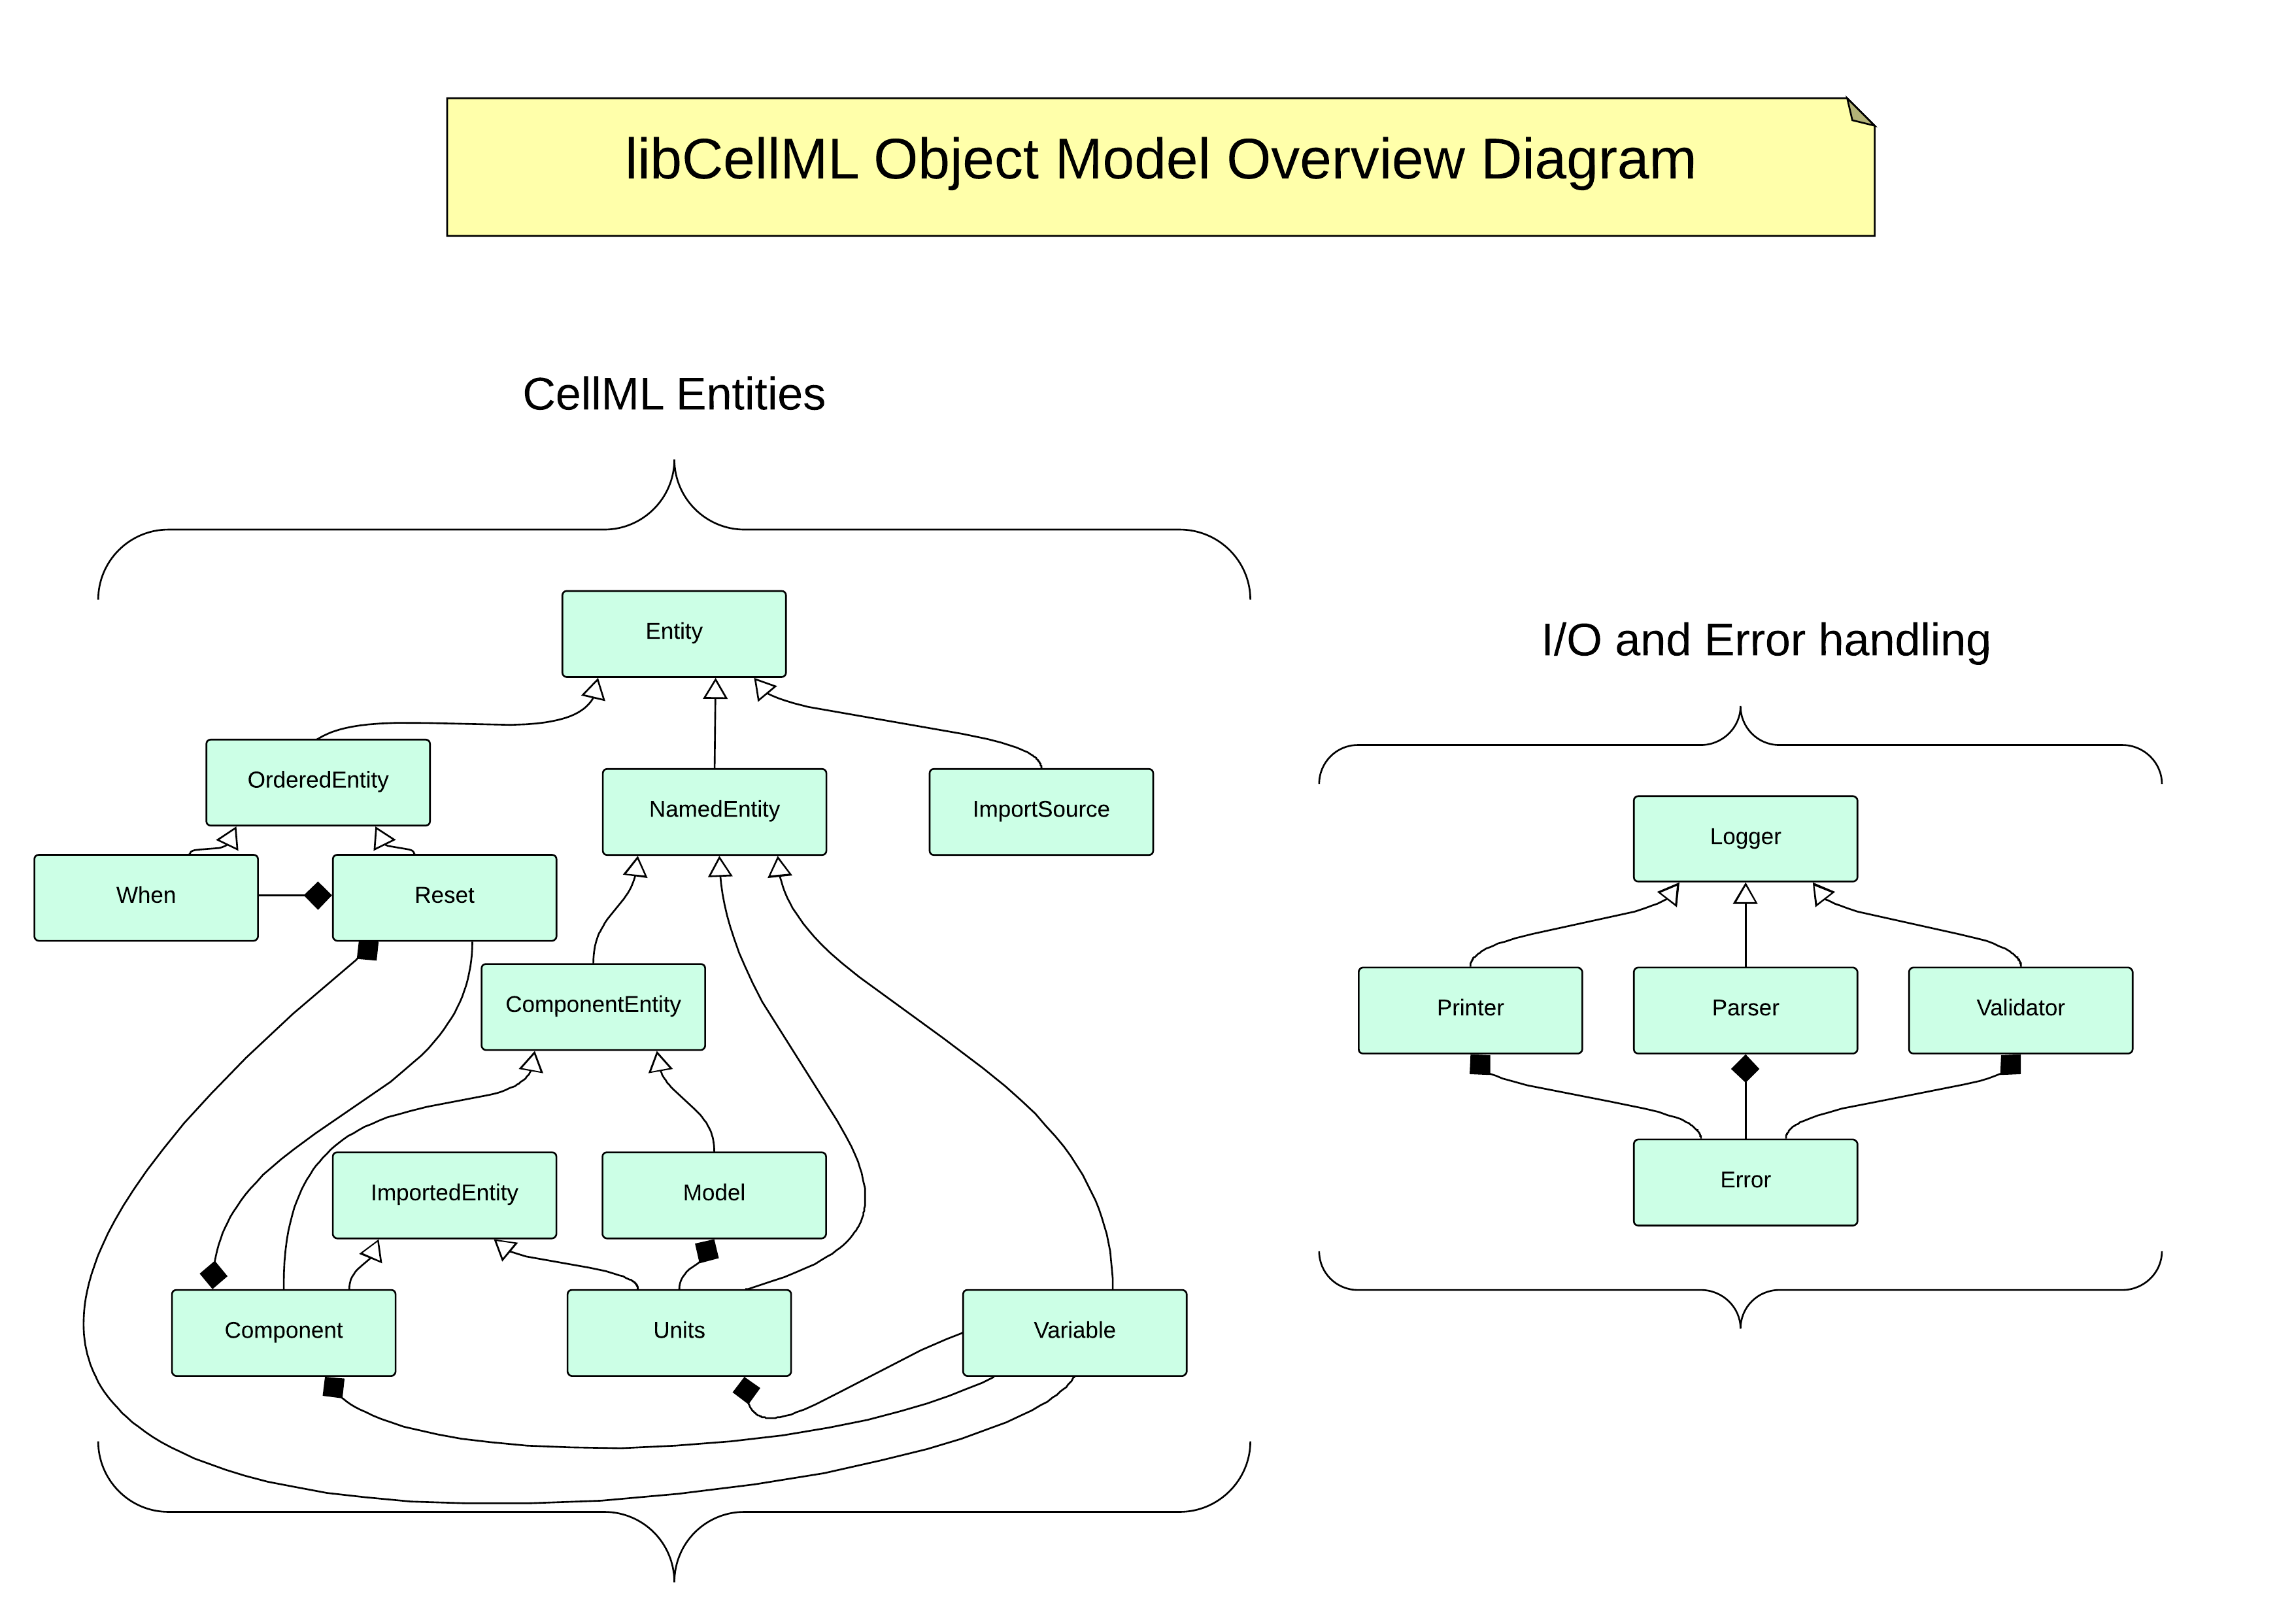 libCellML Object Model Overview Diagram
CellML Entities
I/O and Error handling
Entity
OrderedEntity
NamedEntity
ImportSource
Logger
When
Reset
ComponentEntity
Printer
Parser
Validator
ImportedEntity
Model
Error
Component
Units
Variable